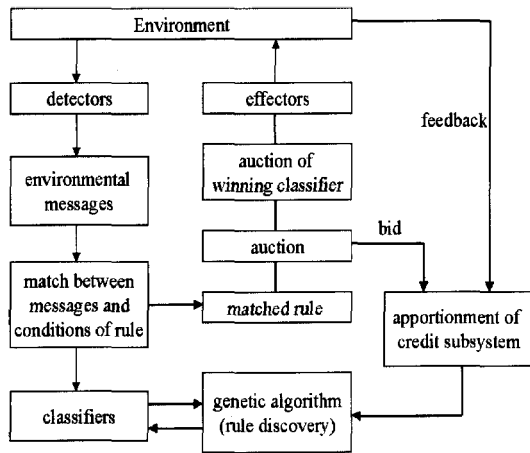 Environment
detectors
effectors
feedback
environmental
messages
auction of
winning classifier
bid
auction
match between
messages and
conditions of rule
matched rule
apportionment of
credit subsystem
classifiers
genetic algorithm
(rule discovery)